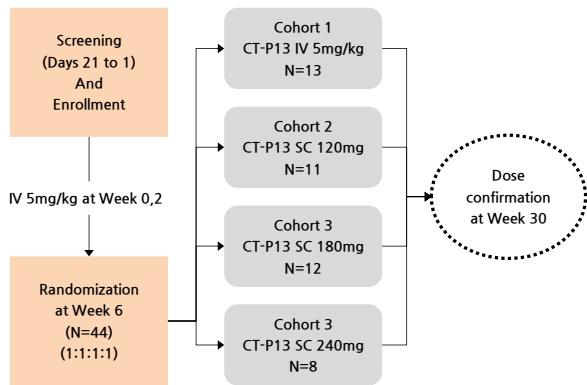 Screening
(Days 21 to 1)
And
Enrollment
IV 5mg/kg at Week 0,2
Randomization
at Week 6
(N=44)
(1:1:1:1)
Cohort 1
CT-P13 IV 5mg/kg
N=13
Cohort 2
CT-P13 SC 120mg
N=11
Cohort 3
CT-P13 SC 180mg
N=12
Cohort 3
CT-P13 SC 240mg
N=8
Dose
confirmation
at Week 30